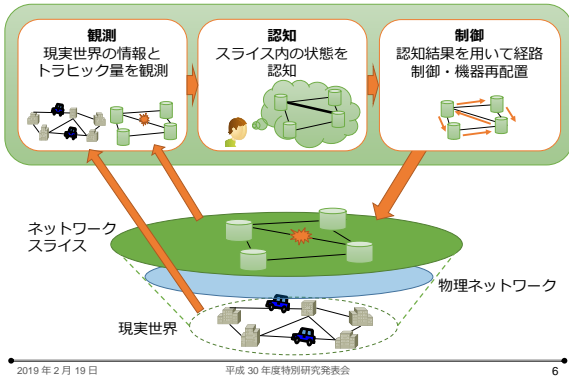 観測
現実世界の情報と
トラヒック量を観測
認知
スライス内の状態を
認知
制御
認知結果を用いて経路
制御・機器再配置
ネットワーク
スライス
物理ネットワーク
現実世界
2019 年 2 月 19 日
平成 30 年度特別研究発表会
6